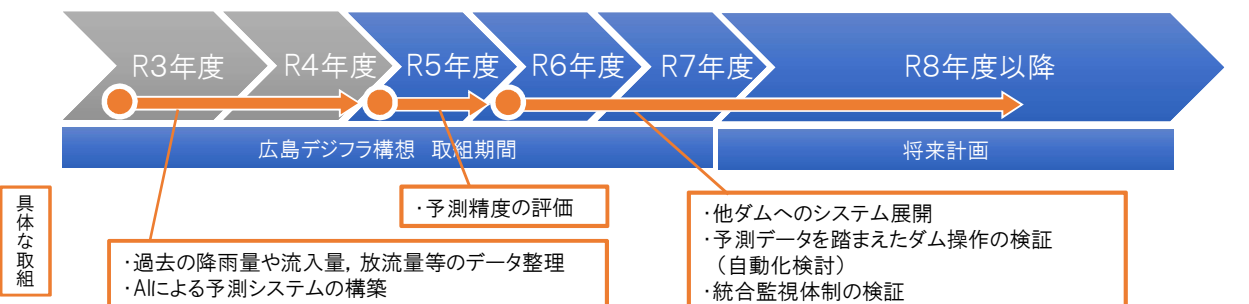 R3年度
R4年度
R5年度
R6年度
R7年度
R8年度以降
広島デジフラ構想　取組期間
将来計画
具体な取組
・予測精度の評価
・過去の降雨量や流入量，放流量等のデータ整理
・AIによる予測システムの構築
・他ダムへのシステム展開
・予測データを踏まえたダム操作の検証
（自動化検討）
・統合監視体制の検証